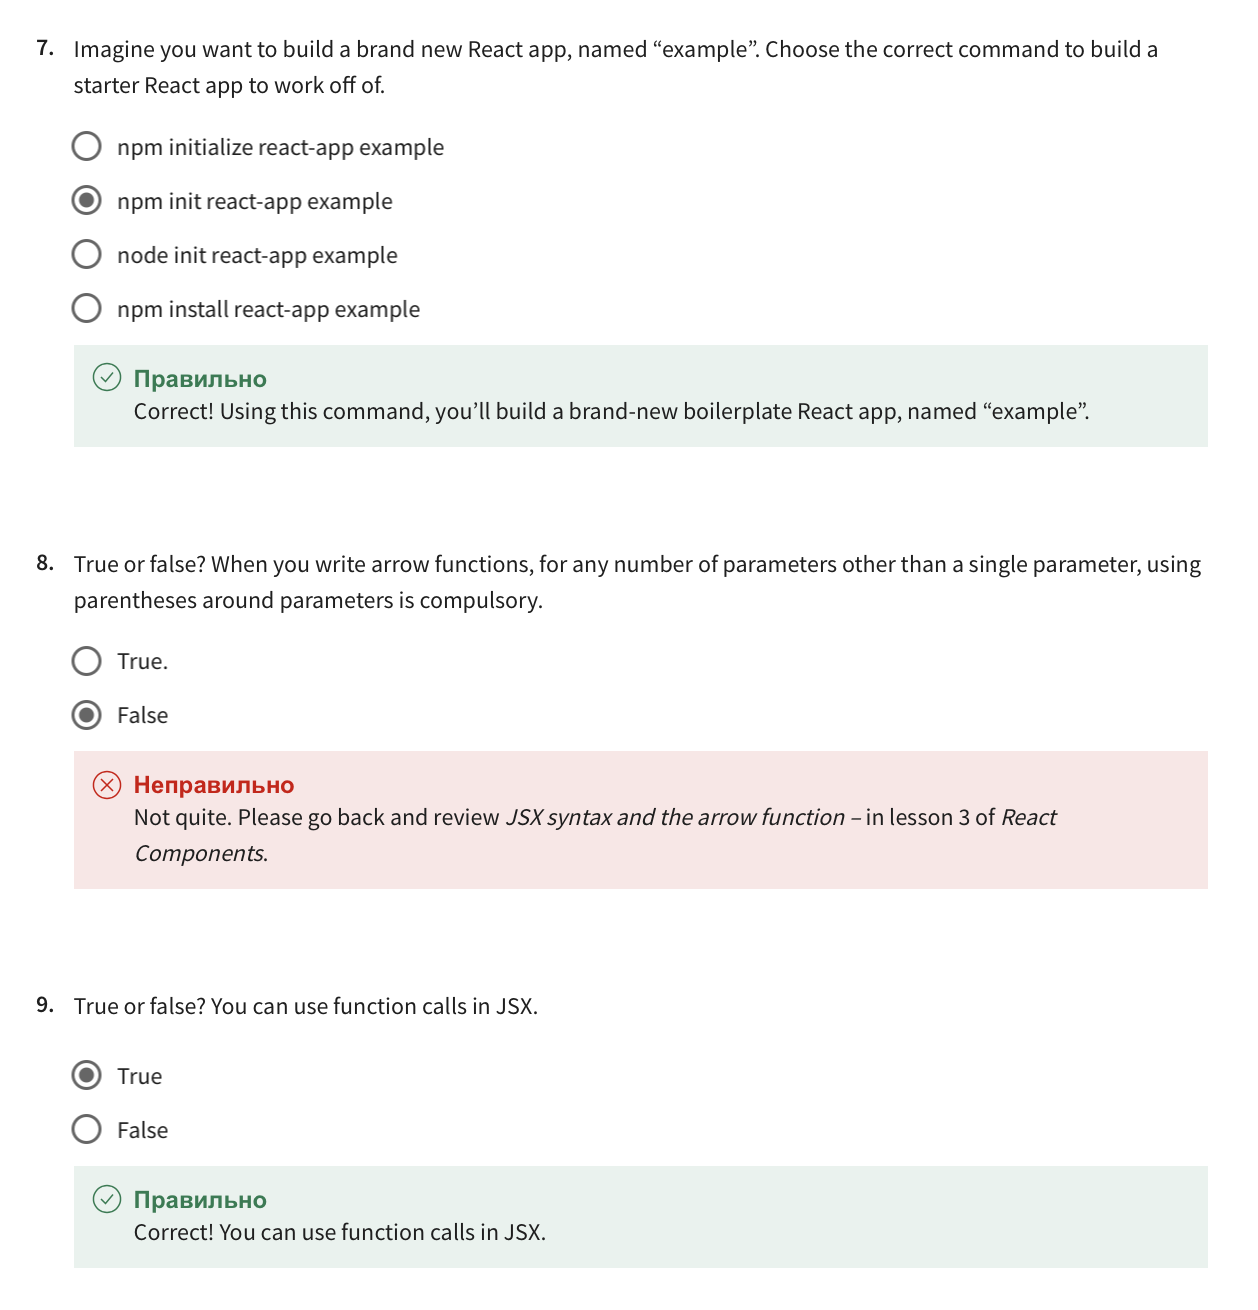 7. Imagine you want to build a brand new React app, named “example”. Choose the correct command to build a
starter React app to work off of.
npm initialize react-app example
npm init react-app example
node init react-app example
npm install react-app example
Правильно
Correct! Using this command, you’ll build a brand-new boilerplate React app, named “example”.
8. True or false? When you write arrow functions, for any number of parameters other than a single parameter, using
parentheses around parameters is compulsory.
True.
False
Неправильно
Not quite. Please go back and review JSX syntax and the arrow function – in lesson 3 of React
Components.
9. True or false? You can use function calls in JSX.
True
False
Правильно
Correct! You can use function calls in JSX.